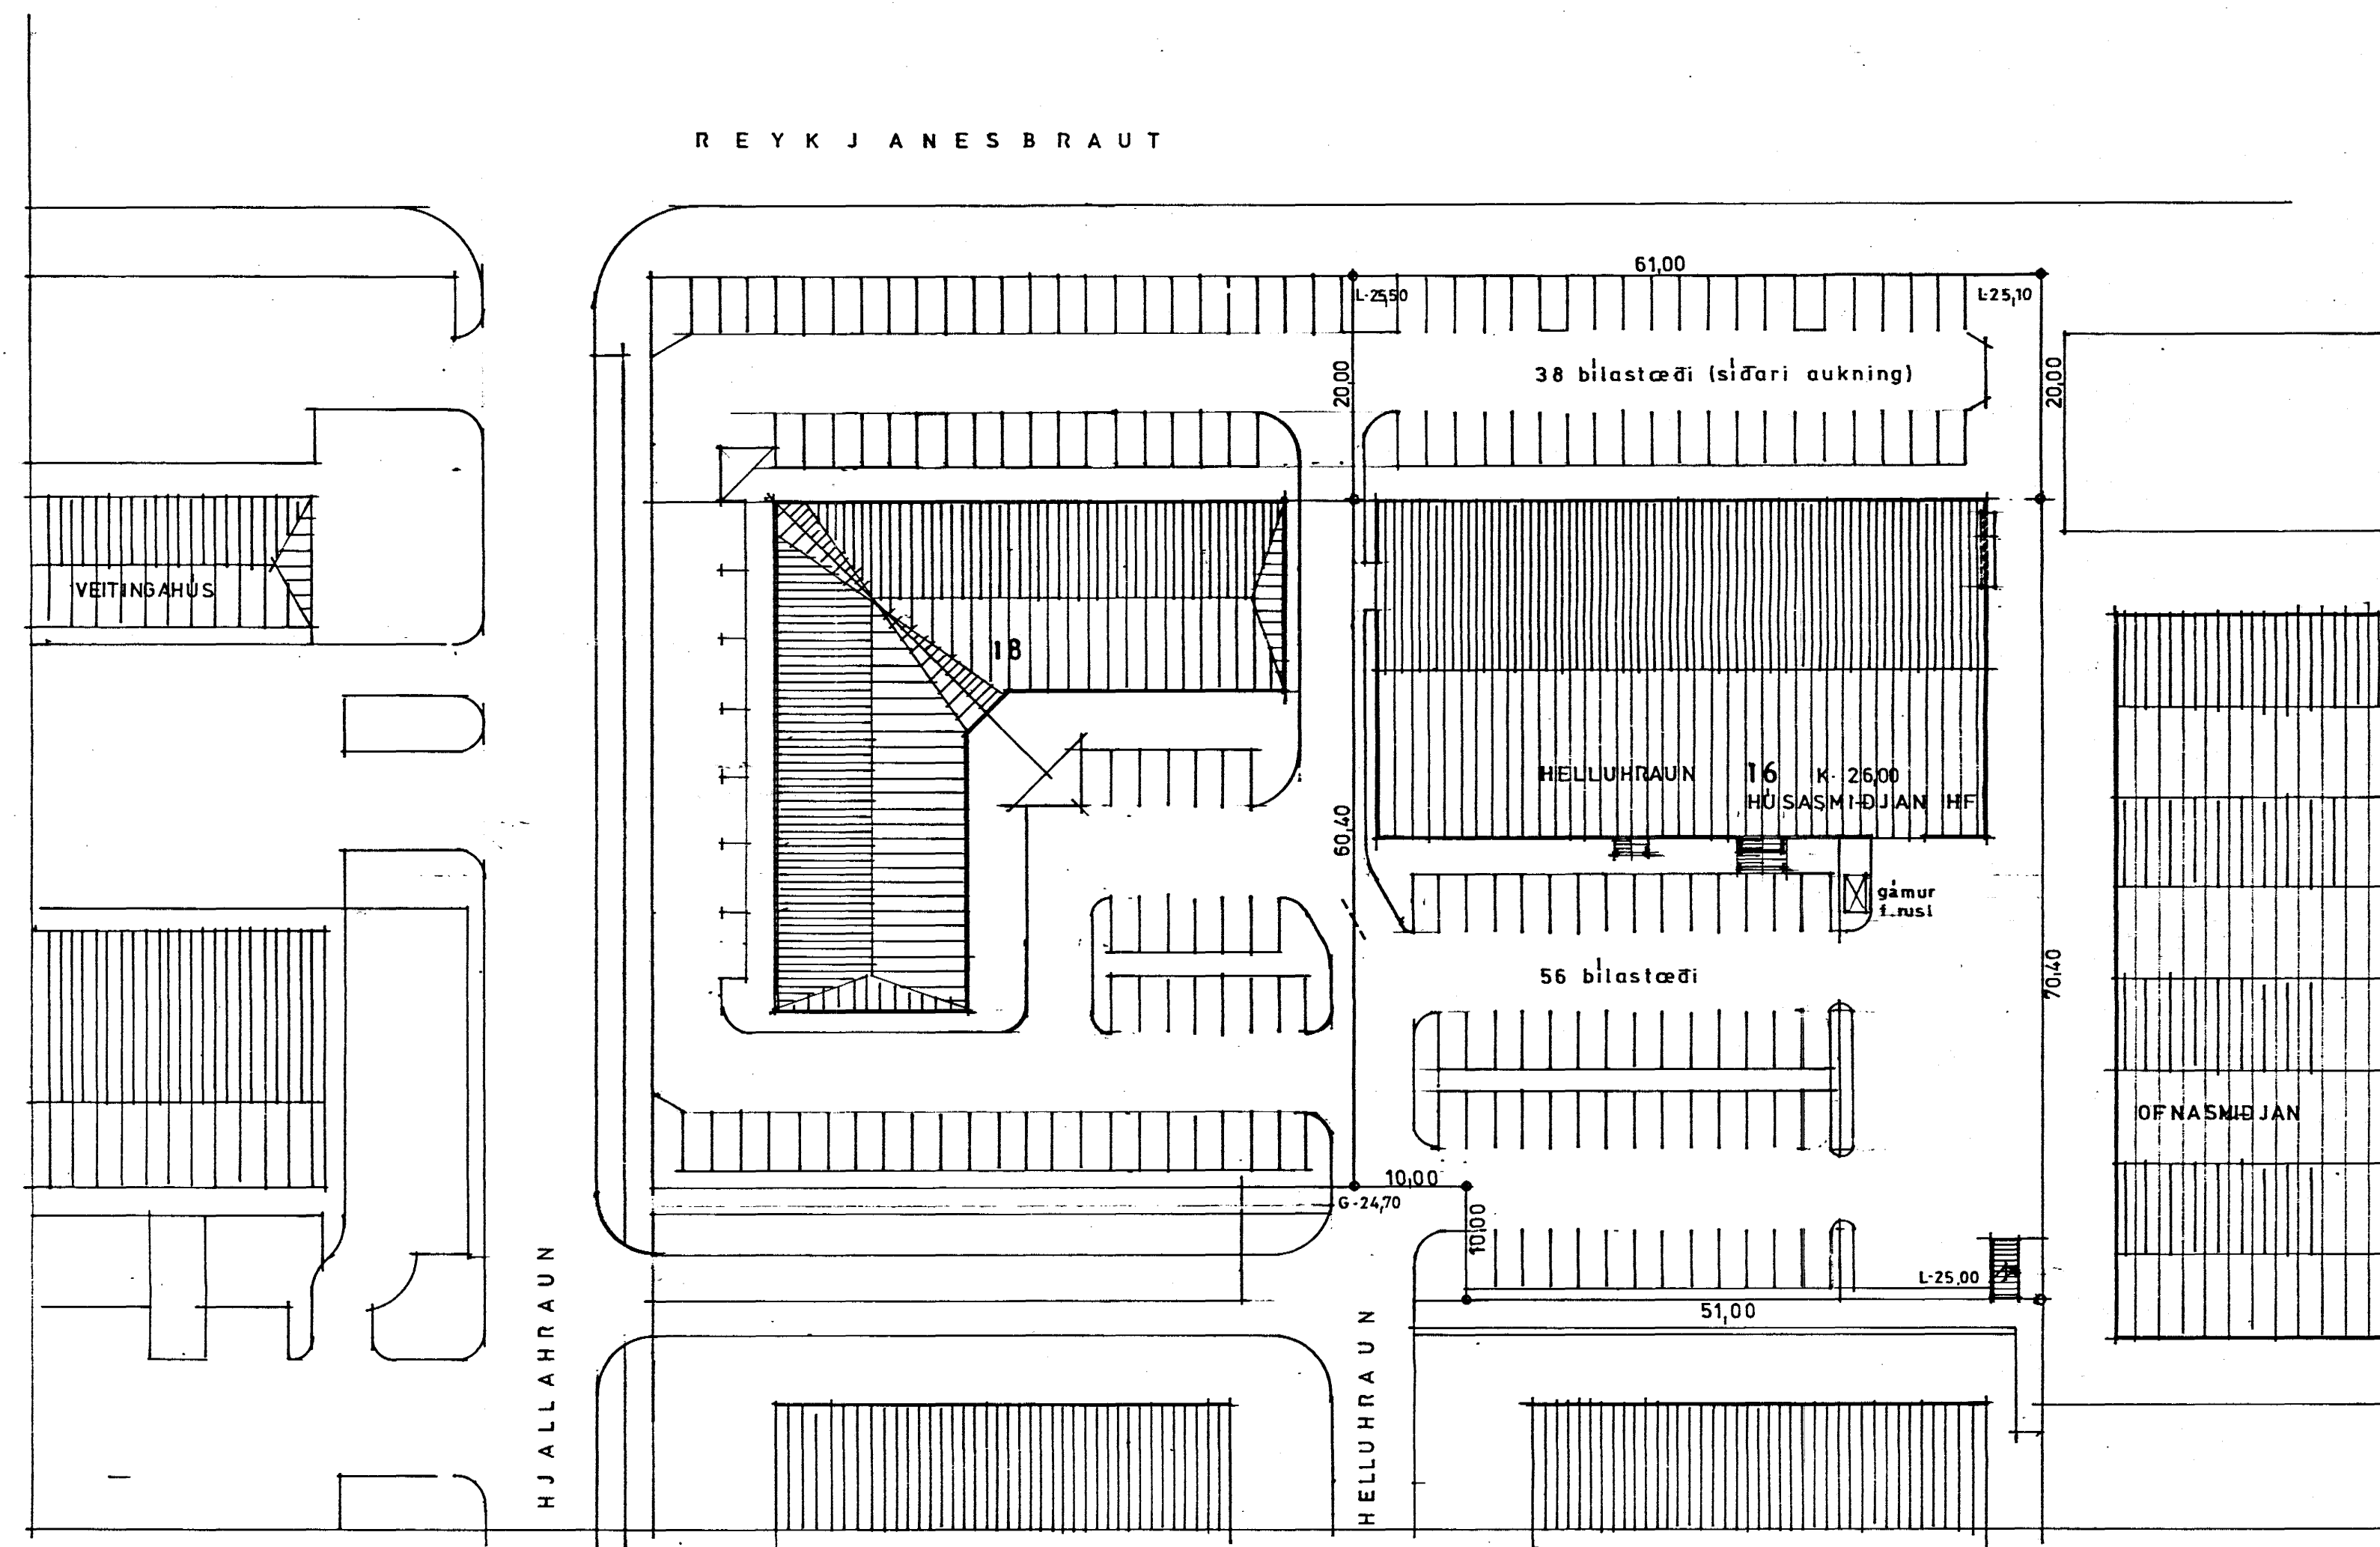 REYKJANESBRAUT
61,00
L-25,50
L-25,10
38 bílastæði (síðari aukning)
20,00
20,00
VEITINGAHÚS
18
HELLUHRAUN 16 K- 26,00
HÚSASMIÐJAN HF
60,40
gámur
f. rusl
56 bílastæði
70,40
OFNASMIÐJAN
10,00
G-24,70
10,00
L-25,00
51,00
HJALLAHRAUN
HELLUHRAUN